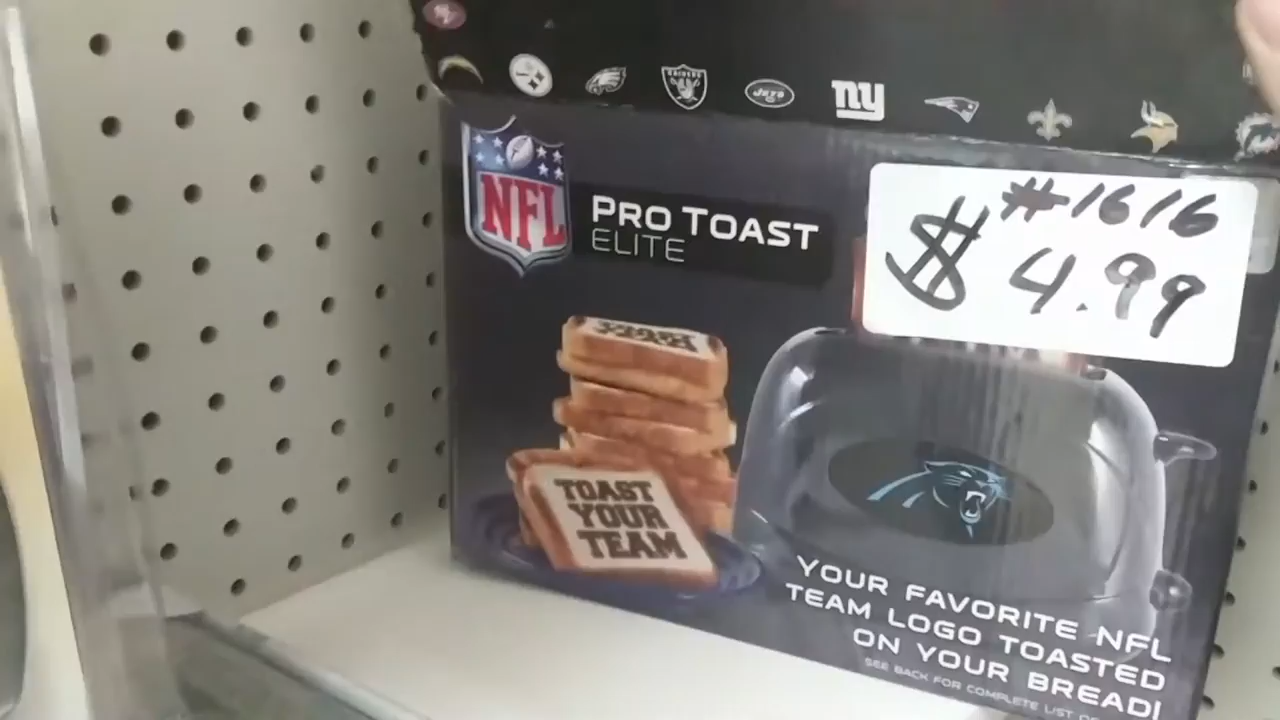 JETS
RAIDERS
ny
NFL
PRO TOAST
ELITE
#1616
$4.99
TOAST
YOUR
TEAM
YOUR FAVORITE NFL
TEAM LOGO TOASTED
ON YOUR BREAD!
SEE BACK FOR COMPLETE LIST